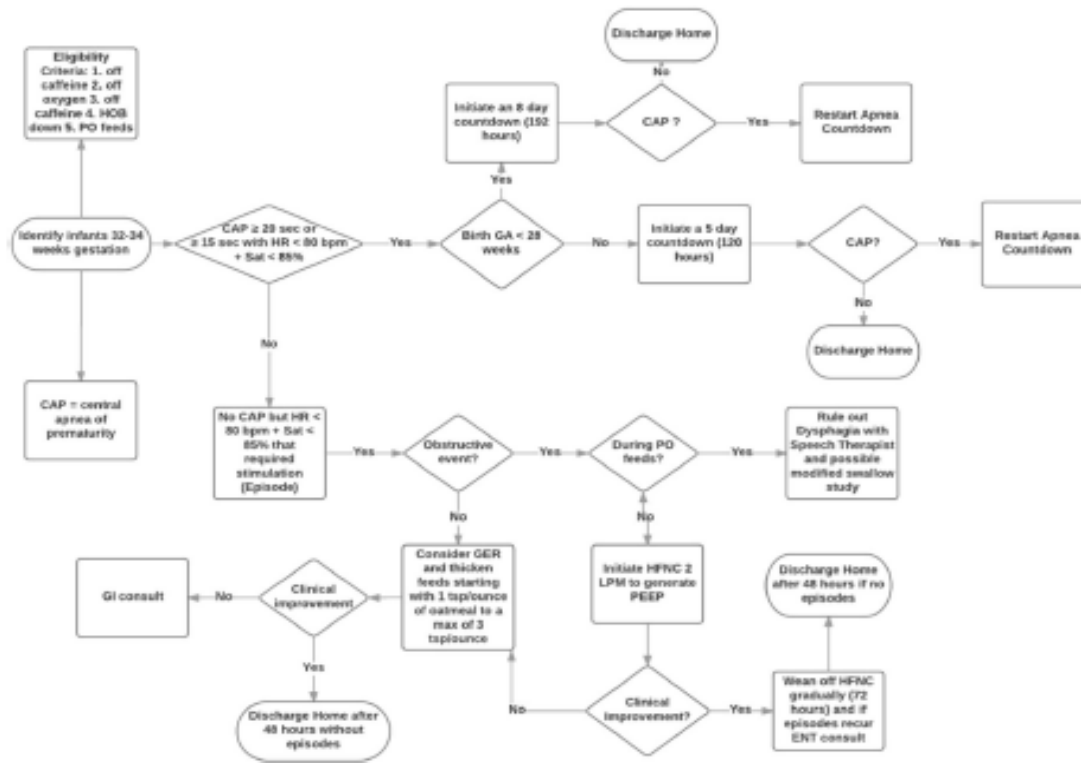 Discharge Home
Eligibility
Criteria: 1. off
caffeine 2. off
oxygen 3. off
caffeine 4. HOB
down 5. PO feeds
No
Initiate an 8 day
countdown (192
hours)
CAP ?
Yes
Restart Apnea
Countdown
Yes
Identify infants 32-34
weeks gestation
CAP ≥ 20 sec or
≥ 15 sec with HR < 80 bpm
+ Sat < 85%
Yes
Birth GA < 28
weeks
No
Initiate a 5 day
countdown (120
hours)
CAP?
Yes
Restart Apnea
Countdown
No
No
Discharge Home
CAP = central
apnea of
prematurity
No CAP but HR <
80 bpm + Sat <
85% that
required
stimulation
(Episode)
Yes
Obstructive
event?
Yes
During PO
feeds?
Yes
Rule out
Dysphagia with
Speech Therapist
and possible
modified swallow
study
No
No
GI consult
No
Clinical
improvement
Consider GER
and thicken
feeds starting
with 1 tsp/ounce
of oatmeal to a
max of 3
tsp/ounce
Initiate HFNC 2
LPM to generate
PEEP
Discharge Home
after 48 hours if no
episodes
Yes
Discharge Home after
48 hours without
episodes
No
Clinical
improvement?
Yes
Wean off HFNC
gradually (72
hours) and if
episodes recur
ENT consult